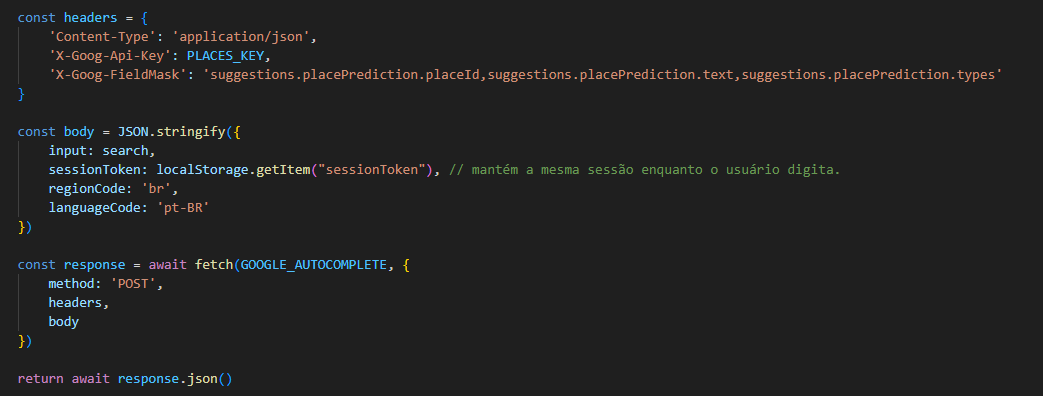 const headers = {
'Content-Type': 'application/json',
'X-Goog-Api-Key': PLACES_KEY,
'X-Goog-FieldMask': 'suggestions.placePrediction.placeId,suggestions.placePrediction.text,suggestions.placePrediction.types'
}
const body = JSON.stringify({
input: search,
sessionToken: localStorage.getItem("sessionToken"), // mantém a mesma sessão enquanto o usuário digita.
regionCode: 'br',
languageCode: 'pt-BR'
})
const response = await fetch(GOOGLE_AUTOCOMPLETE, {
method: 'POST',
headers,
body
})
return await response.json()